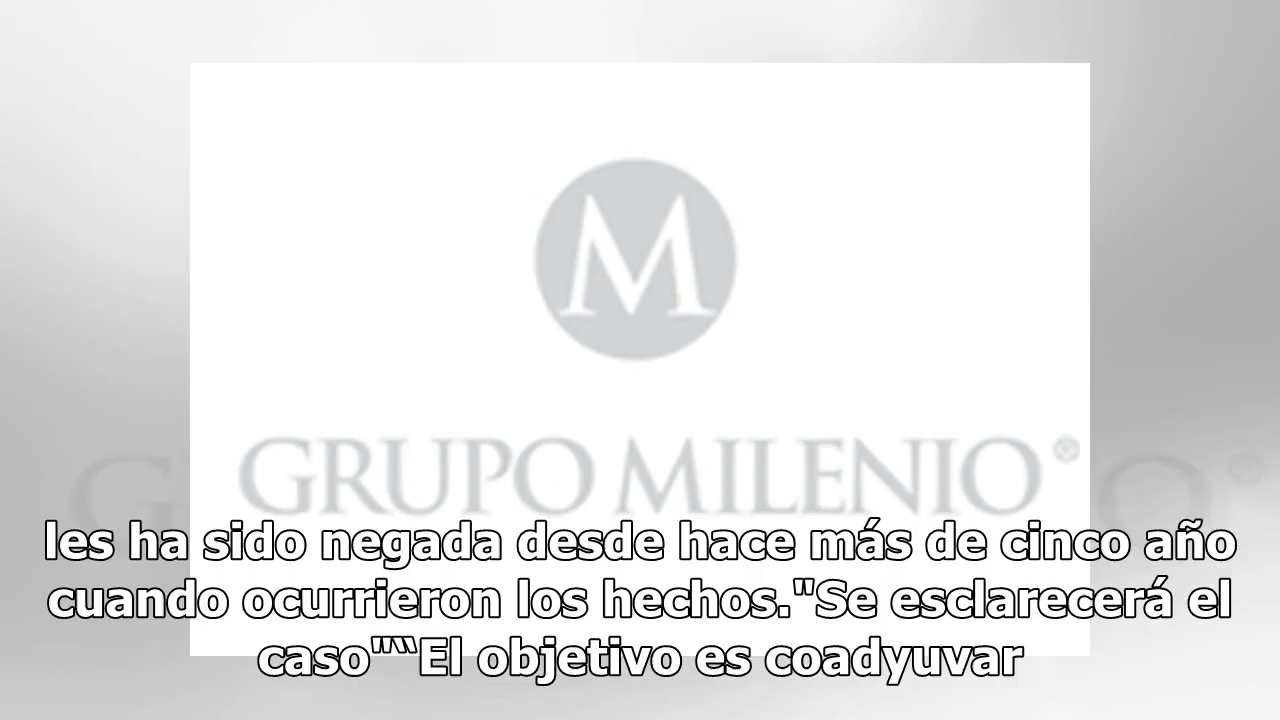 M
GRUPO MILENIO®
les ha sido negada desde hace más de cinco año
cuando ocurrieron los hechos."Se esclarecerá el
caso"“El objetivo es coadyuvar